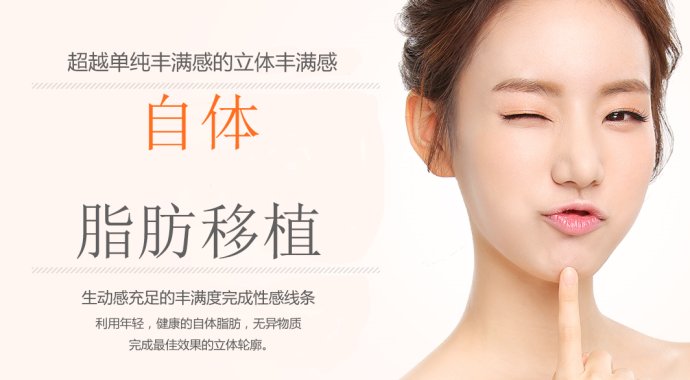 超越单纯丰满感的立体丰满感
自体
脂肪移植
生动感充足的丰满度完成性感线条
利用年轻，健康的自体脂肪，无异物质
完成最佳效果的立体轮廓。